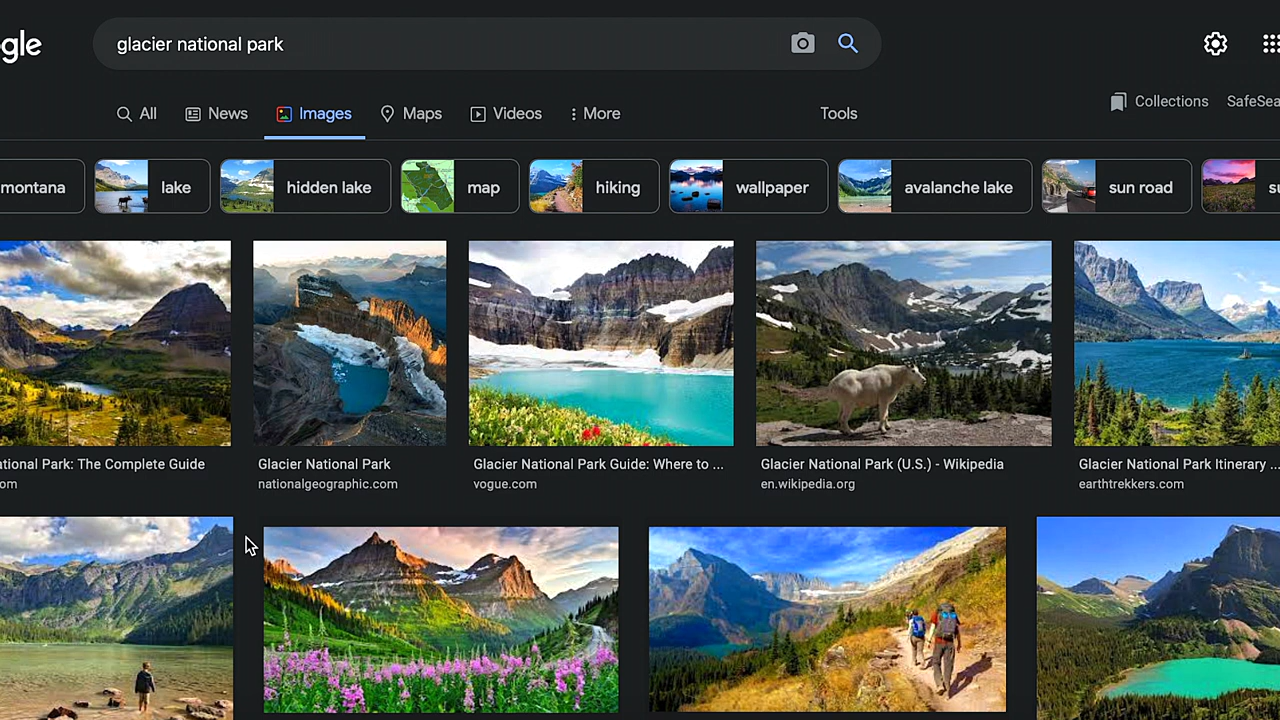 gle
glacier national park
All News Images Maps Videos More Tools
Collections SafeSea
montana lake hidden lake map hiking wallpaper avalanche lake sun road su
ational Park: The Complete Guide
om
Glacier National Park
nationalgeographic.com
Glacier National Park Guide: Where to ...
vogue.com
Glacier National Park (U.S.) - Wikipedia
en.wikipedia.org
Glacier National Park Itinerary ...
earthtrekkers.com